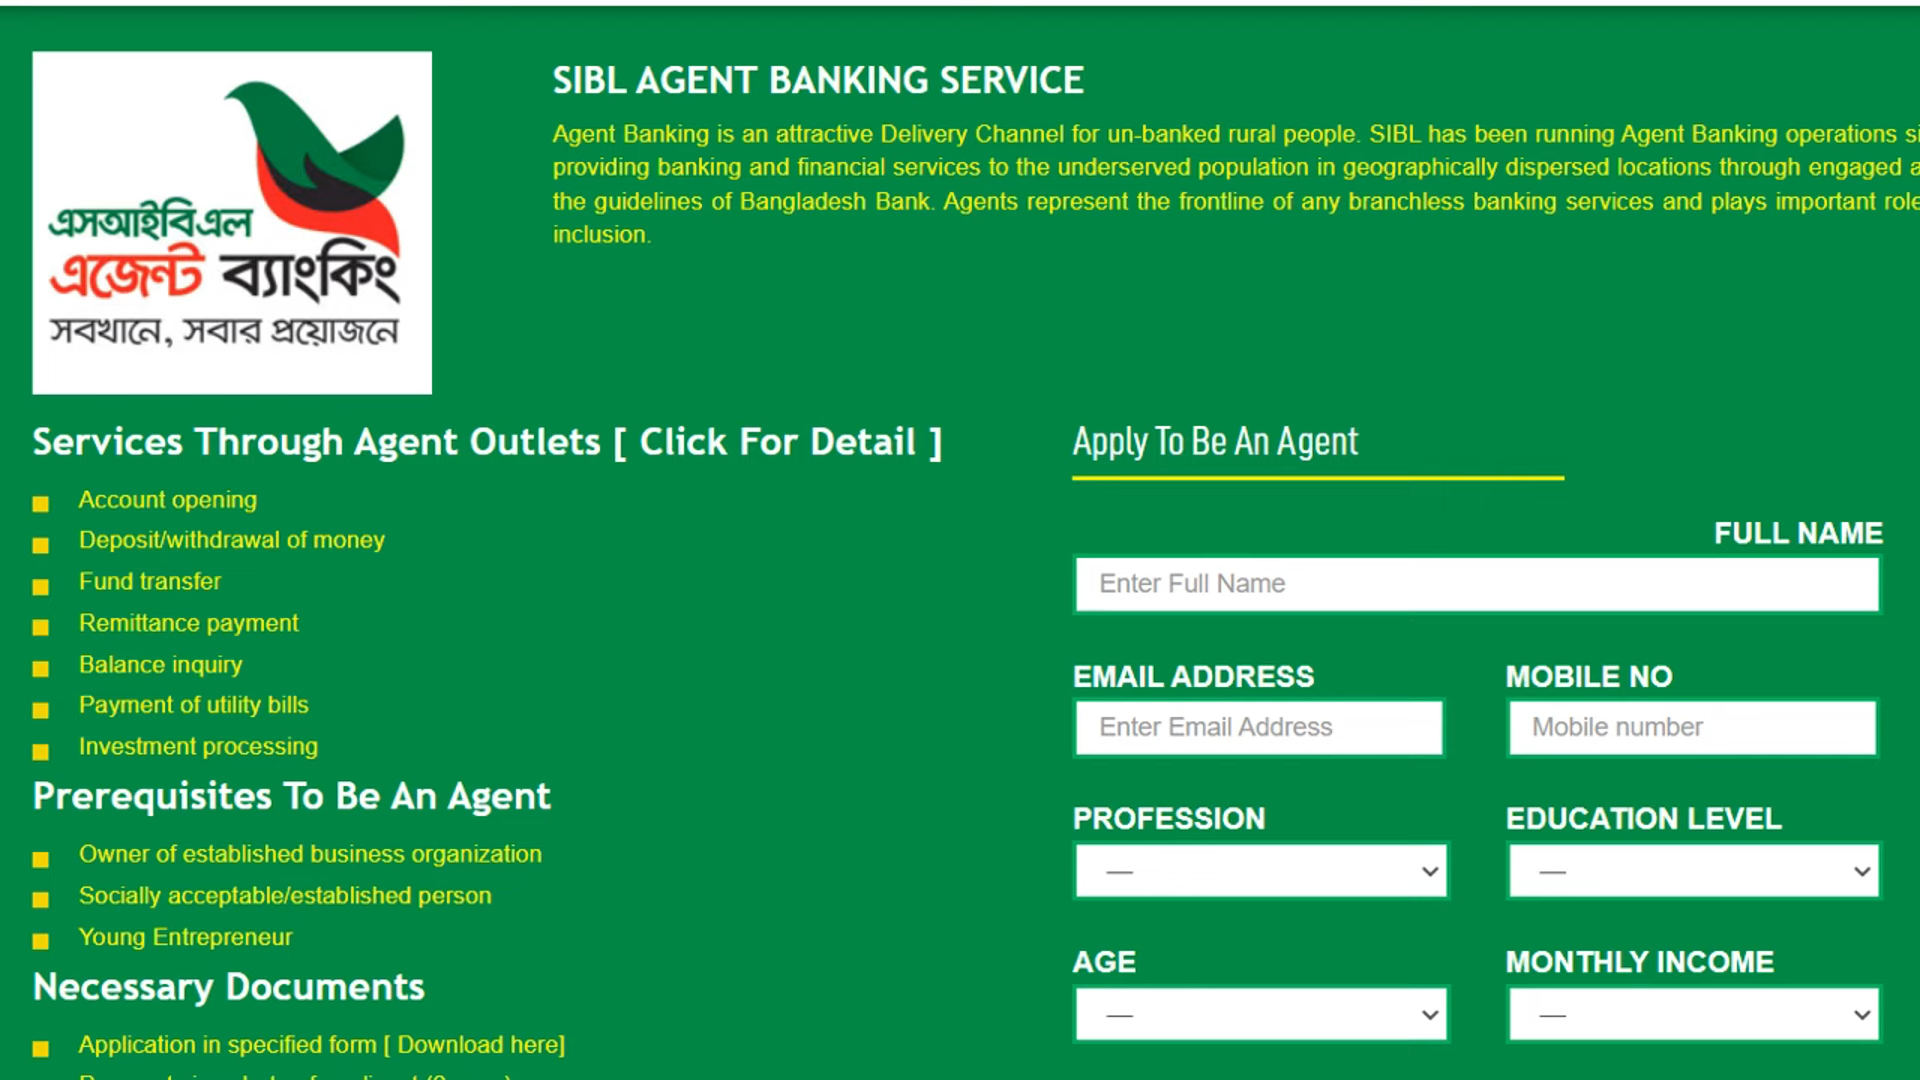 এসআইবিএল
এজেন্ট ব্যাংকিং
সবখানে, সবার প্রয়োজনে
SIBL AGENT BANKING SERVICE
Agent Banking is an attractive Delivery Channel for un-banked rural people. SIBL has been running Agent Banking operations
providing banking and financial services to the underserved population in geographically dispersed locations through engaged
the guidelines of Bangladesh Bank. Agents represent the frontline of any branchless banking services and plays important role
inclusion.
Services Through Agent Outlets [ Click For Detail ]
Account opening
Deposit/withdrawal of money
Fund transfer
Remittance payment
Balance inquiry
Payment of utility bills
Investment processing
Prerequisites To Be An Agent
Owner of established business organization
Socially acceptable/established person
Young Entrepreneur
Necessary Documents
Application in specified form [ Download here]
Apply To Be An Agent
FULL NAME
Enter Full Name
EMAIL ADDRESS
MOBILE NO
Enter Email Address
Mobile number
PROFESSION
EDUCATION LEVEL
—
—
AGE
MONTHLY INCOME
—
—